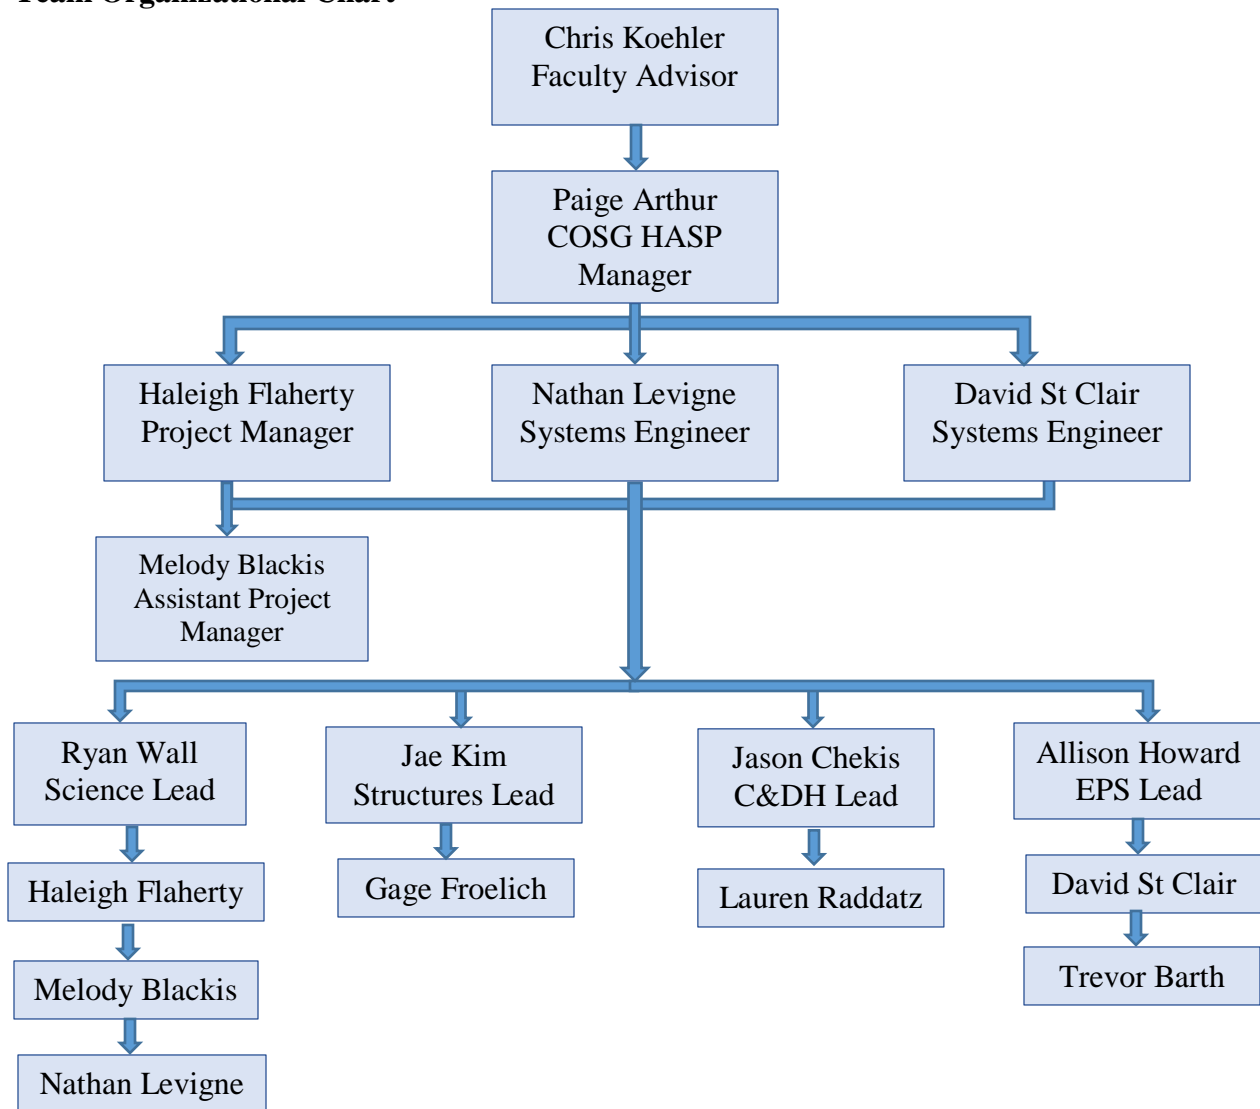 Team Organizational Chart
Chris Koehler
Faculty Advisor
Paige Arthur
COSG HASP
Manager
Haleigh Flaherty
Project Manager
Nathan Levigne
Systems Engineer
David St Clair
Systems Engineer
Melody Blackis
Assistant Project
Manager
Ryan Wall
Science Lead
Jae Kim
Structures Lead
Jason Chekis
C&DH Lead
Allison Howard
EPS Lead
Haleigh Flaherty
Gage Froelich
Lauren Raddatz
David St Clair
Melody Blackis
Trevor Barth
Nathan Levigne